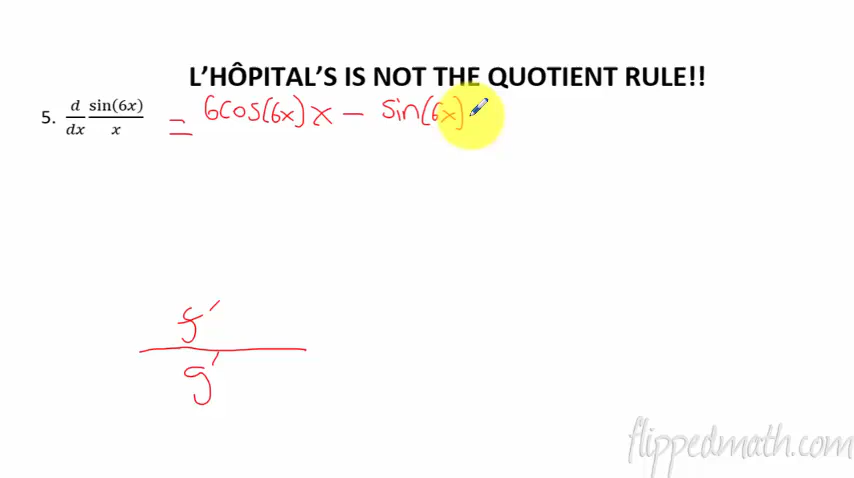 L'HÔPITAL'S IS NOT THE QUOTIENT RULE!!
5. d/dx sin(6x)/x = 6cos(6x) x - sin(6x)
f'
g'
flippedmath.com